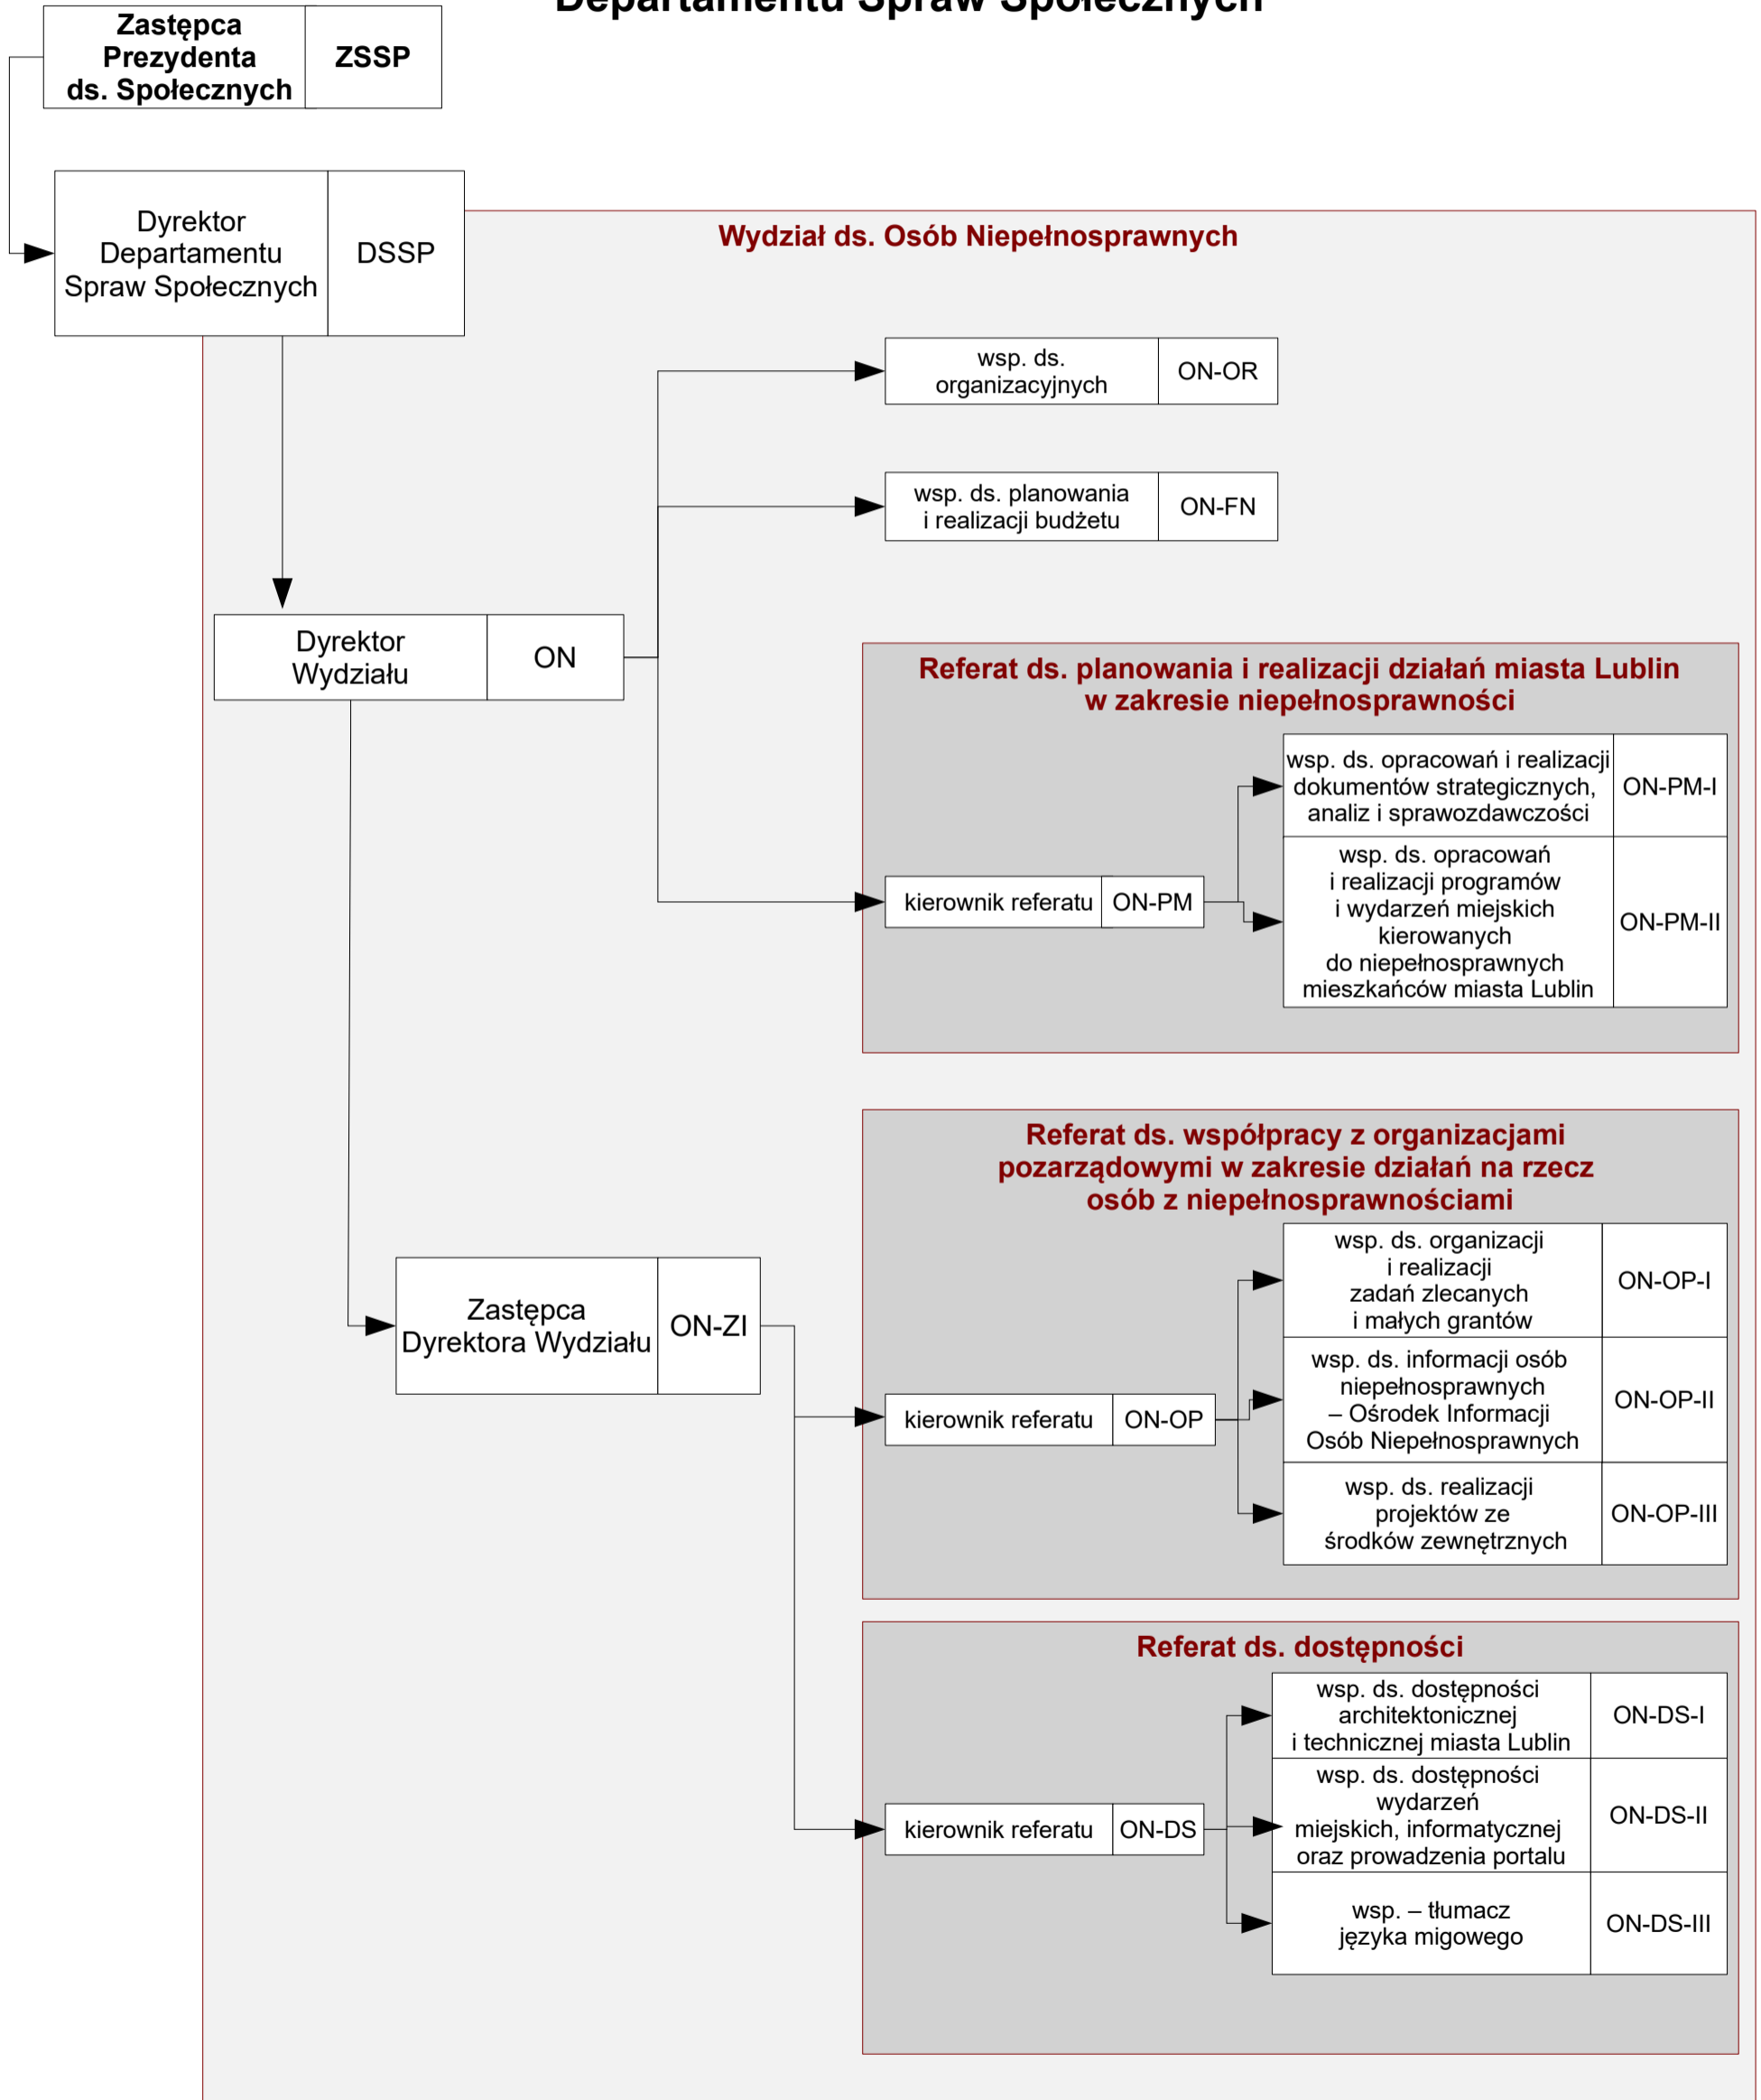 Departamentu Spraw Społecznych
Zastępca
Prezydenta
ds. Społecznych
ZSSP
Dyrektor
Departamentu
Spraw Społecznych
DSSP
Wydział ds. Osób Niepełnosprawnych
wsp. ds.
organizacyjnych
ON-OR
wsp. ds. planowania
i realizacji budżetu
ON-FN
Dyrektor
Wydziału
ON
Referat ds. planowania i realizacji działań miasta Lublin
w zakresie niepełnosprawności
wsp. ds. opracowań i realizacji
dokumentów strategicznych,
analiz i sprawozdawczości
ON-PM-I
kierownik referatu
ON-PM
wsp. ds. opracowań
i realizacji programów
i wydarzeń miejskich
kierowanych
do niepełnosprawnych
mieszkańców miasta Lublin
ON-PM-II
Referat ds. współpracy z organizacjami
pozarządowymi w zakresie działań na rzecz
osób z niepełnosprawnościami
Zastępca
Dyrektora Wydziału
ON-ZI
wsp. ds. organizacji
i realizacji
zadań zlecanych
i małych grantów
ON-OP-I
kierownik referatu
ON-OP
wsp. ds. informacji osób
niepełnosprawnych
– Ośrodek Informacji
Osób Niepełnosprawnych
ON-OP-II
wsp. ds. realizacji
projektów ze
środków zewnętrznych
ON-OP-III
Referat ds. dostępności
wsp. ds. dostępności
architektonicznej
i technicznej miasta Lublin
ON-DS-I
kierownik referatu
ON-DS
wsp. ds. dostępności
wydarzeń
miejskich, informatycznej
oraz prowadzenia portalu
ON-DS-II
wsp. – tłumacz
języka migowego
ON-DS-III